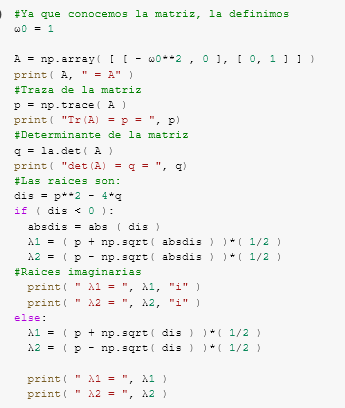 #Ya que conocemos la matriz, la definimos
ω0 = 1
A = np.array( [ [ - ω0**2 , 0 ], [ 0, 1 ] ] )
print( A, " = A" )
#Traza de la matriz
p = np.trace( A )
print( "Tr(A) = p = ", p)
#Determinante de la matriz
q = la.det( A )
print( "det(A) = q = ", q)
#Las raices son:
dis = p**2 - 4*q
if ( dis < 0 ):
  absdis = abs ( dis )
  λ1 = ( p + np.sqrt( absdis ) )*( 1/2 )
  λ2 = ( p - np.sqrt( absdis ) )*( 1/2 )
#Raices imaginarias
  print( " λ1 = ", λ1, "i" )
  print( " λ2 = ", λ2, "i" )
else:
  λ1 = ( p + np.sqrt( dis ) )*( 1/2 )
  λ2 = ( p - np.sqrt( dis ) )*( 1/2 )
  print( " λ1 = ", λ1 )
  print( " λ2 = ", λ2 )